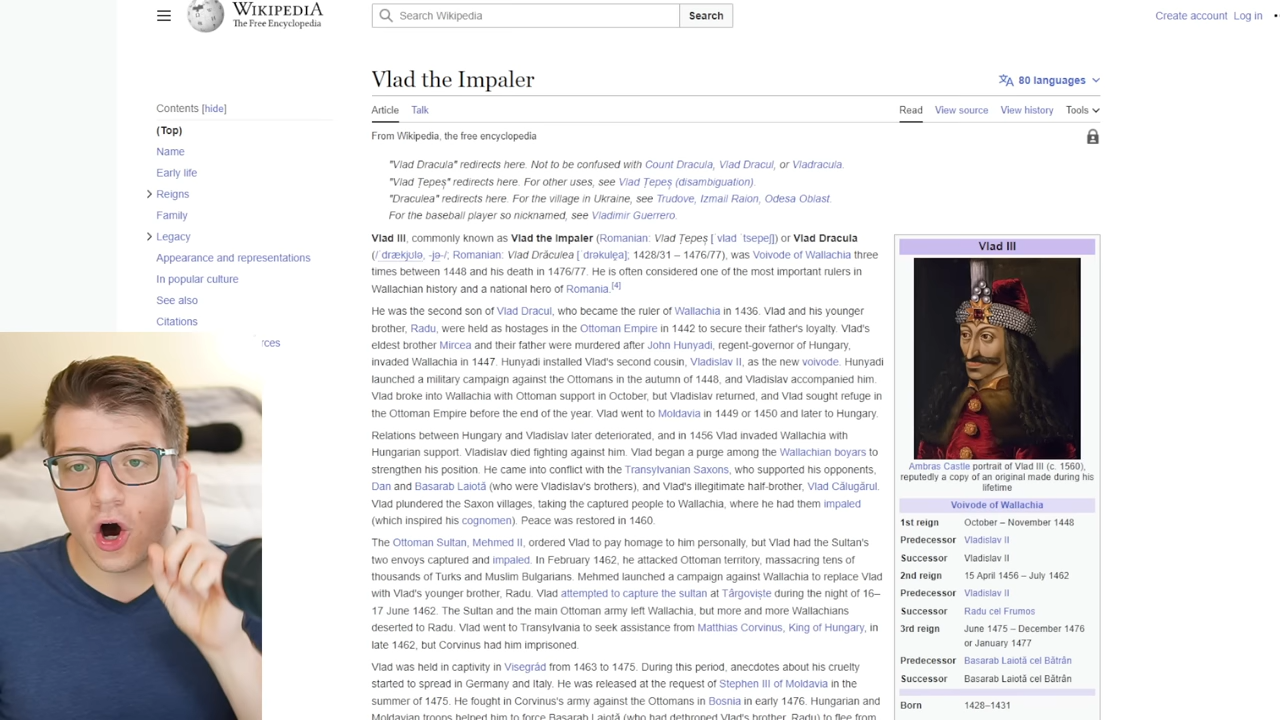 WIKIPEDIA
The Free Encyclopedia
Search Wikipedia
Search
Create account Log in
Vlad the Impaler
80 languages
Contents [hide]
(Top)
Name
Early life
Reigns
Family
Legacy
Appearance and representations
In popular culture
See also
Citations
rces
Article Talk
Read View source View history Tools
From Wikipedia, the free encyclopedia
"Vlad Dracula" redirects here. Not to be confused with Count Dracula, Vlad Dracul, or Vladracula.
"Vlad Țepeș" redirects here. For other uses, see Vlad Țepeș (disambiguation).
"Draculea" redirects here. For the village in Ukraine, see Trudove, Izmail Raion, Odesa Oblast.
For the baseball player so nicknamed, see Vladimir Guerrero.
Vlad III, commonly known as Vlad the Impaler (Romanian: Vlad Țepeș [ˈvlad ˈtsepeʃ]) or Vlad Dracula
(/ˈdrækjulə, -jə-/; Romanian: Vlad Drăculea [ˈdrəkule̯a]; 1428/31 – 1476/77), was Voivode of Wallachia three
times between 1448 and his death in 1476/77. He is often considered one of the most important rulers in
Wallachian history and a national hero of Romania.[4]
He was the second son of Vlad Dracul, who became the ruler of Wallachia in 1436. Vlad and his younger
brother, Radu, were held as hostages in the Ottoman Empire in 1442 to secure their father's loyalty. Vlad's
eldest brother Mircea and their father were murdered after John Hunyadi, regent-governor of Hungary,
invaded Wallachia in 1447. Hunyadi installed Vlad's second cousin, Vladislav II, as the new voivode. Hunyadi
launched a military campaign against the Ottomans in the autumn of 1448, and Vladislav accompanied him.
Vlad broke into Wallachia with Ottoman support in October, but Vladislav returned, and Vlad sought refuge in
the Ottoman Empire before the end of the year. Vlad went to Moldavia in 1449 or 1450 and later to Hungary.
Relations between Hungary and Vladislav later deteriorated, and in 1456 Vlad invaded Wallachia with
Hungarian support. Vladislav died fighting against him. Vlad began a purge among the Wallachian boyars to
strengthen his position. He came into conflict with the Transylvanian Saxons, who supported his opponents,
Dan and Basarab Laiotă (who were Vladislav's brothers), and Vlad's illegitimate half-brother, Vlad Călugărul.
Vlad plundered the Saxon villages, taking the captured people to Wallachia, where he had them impaled
(which inspired his cognomen). Peace was restored in 1460.
The Ottoman Sultan, Mehmed II, ordered Vlad to pay homage to him personally, but Vlad had the Sultan's
two envoys captured and impaled. In February 1462, he attacked Ottoman territory, massacring tens of
thousands of Turks and Muslim Bulgarians. Mehmed launched a campaign against Wallachia to replace Vlad
with Vlad's younger brother, Radu. Vlad attempted to capture the sultan at Târgoviște during the night of 16–
17 June 1462. The Sultan and the main Ottoman army left Wallachia, but more and more Wallachians
deserted to Radu. Vlad went to Transylvania to seek assistance from Matthias Corvinus, King of Hungary, in
late 1462, but Corvinus had him imprisoned.
Vlad was held in captivity in Visegrád from 1463 to 1475. During this period, anecdotes about his cruelty
started to spread in Germany and Italy. He was released at the request of Stephen III of Moldavia in the
summer of 1475. He fought in Corvinus's army against the Ottomans in Bosnia in early 1476. Hungarian and
Moldavian troops helped him to force Basarab Laiotă (who had dethroned Vlad's brother, Radu) to flee from
Vlad III
Ambras Castle portrait of Vlad III (c. 1560),
reputedly a copy of an original made during his
lifetime
Voivode of Wallachia
1st reign October – November 1448
Predecessor Vladislav II
Successor Vladislav II
2nd reign 15 April 1456 – July 1462
Predecessor Vladislav II
Successor Radu cel Frumos
3rd reign June 1475 – December 1476
or January 1477
Predecessor Basarab Laiotă cel Bătrân
Successor Basarab Laiotă cel Bătrân
Born 1428–1431